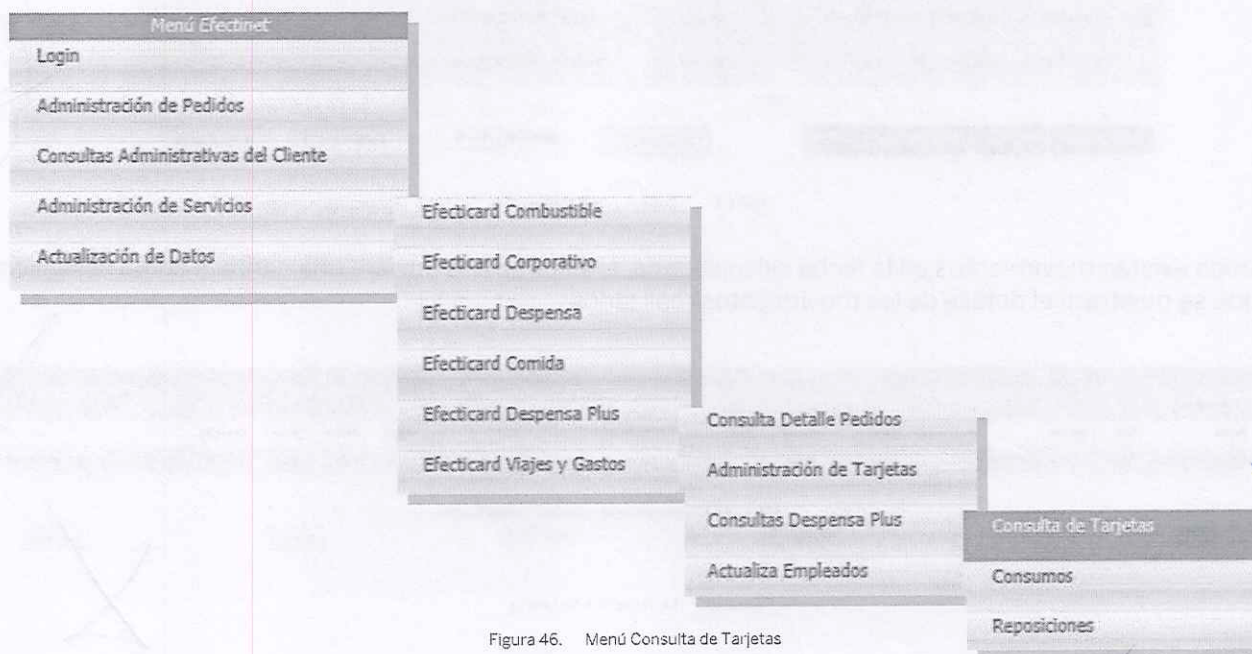 Menú Efectinet
Login
Administración de Pedidos
Consultas Administrativas del Cliente
Administración de Servicios
Actualización de Datos
Efecticard Combustible
Efecticard Corporativo
Efecticard Despensa
Efecticard Comida
Efecticard Despensa Plus
Efecticard Viajes y Gastos
Consulta Detalle Pedidos
Administración de Tarjetas
Consultas Despensa Plus
Actualiza Empleados
Consulta de Tarjetas
Consumos
Reposiciones
Figura 46. Menú Consulta de Tarjetas